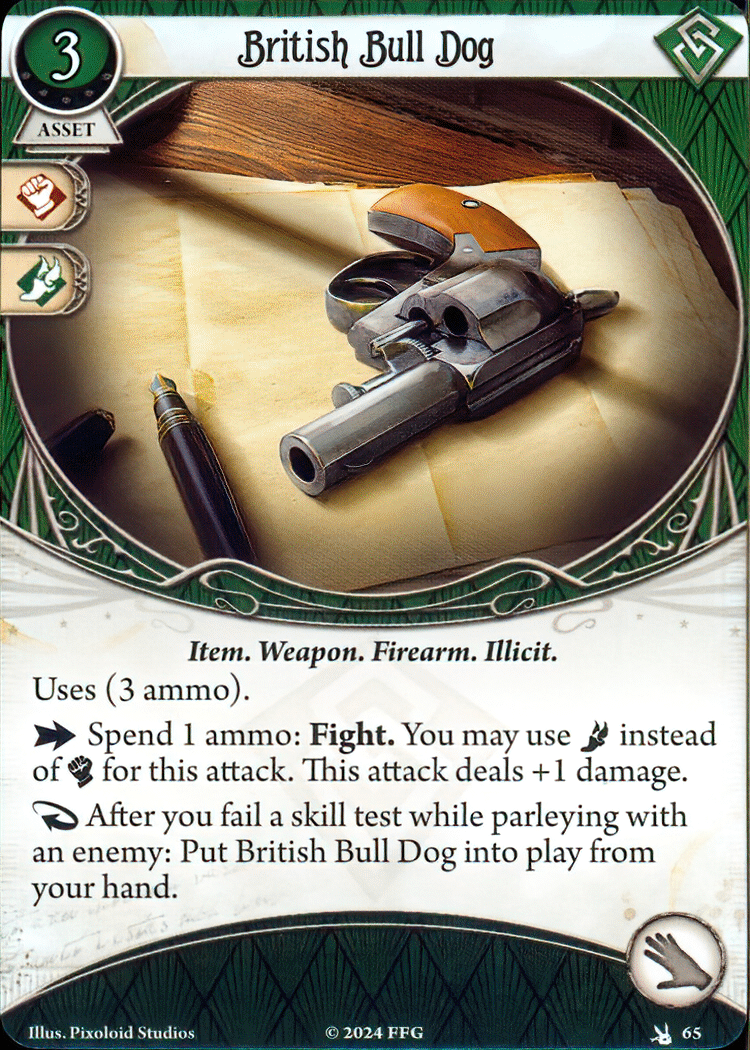 3
British Bull Dog
ASSET
Item. Weapon. Firearm. Illicit.
Uses (3 ammo).
Spend 1 ammo: Fight. You may use instead
of for this attack. This attack deals +1 damage.
After you fail a skill test while parleying with
an enemy: Put British Bull Dog into play from
your hand.
Illus. Pixoloid Studios
© 2024 FFG
65